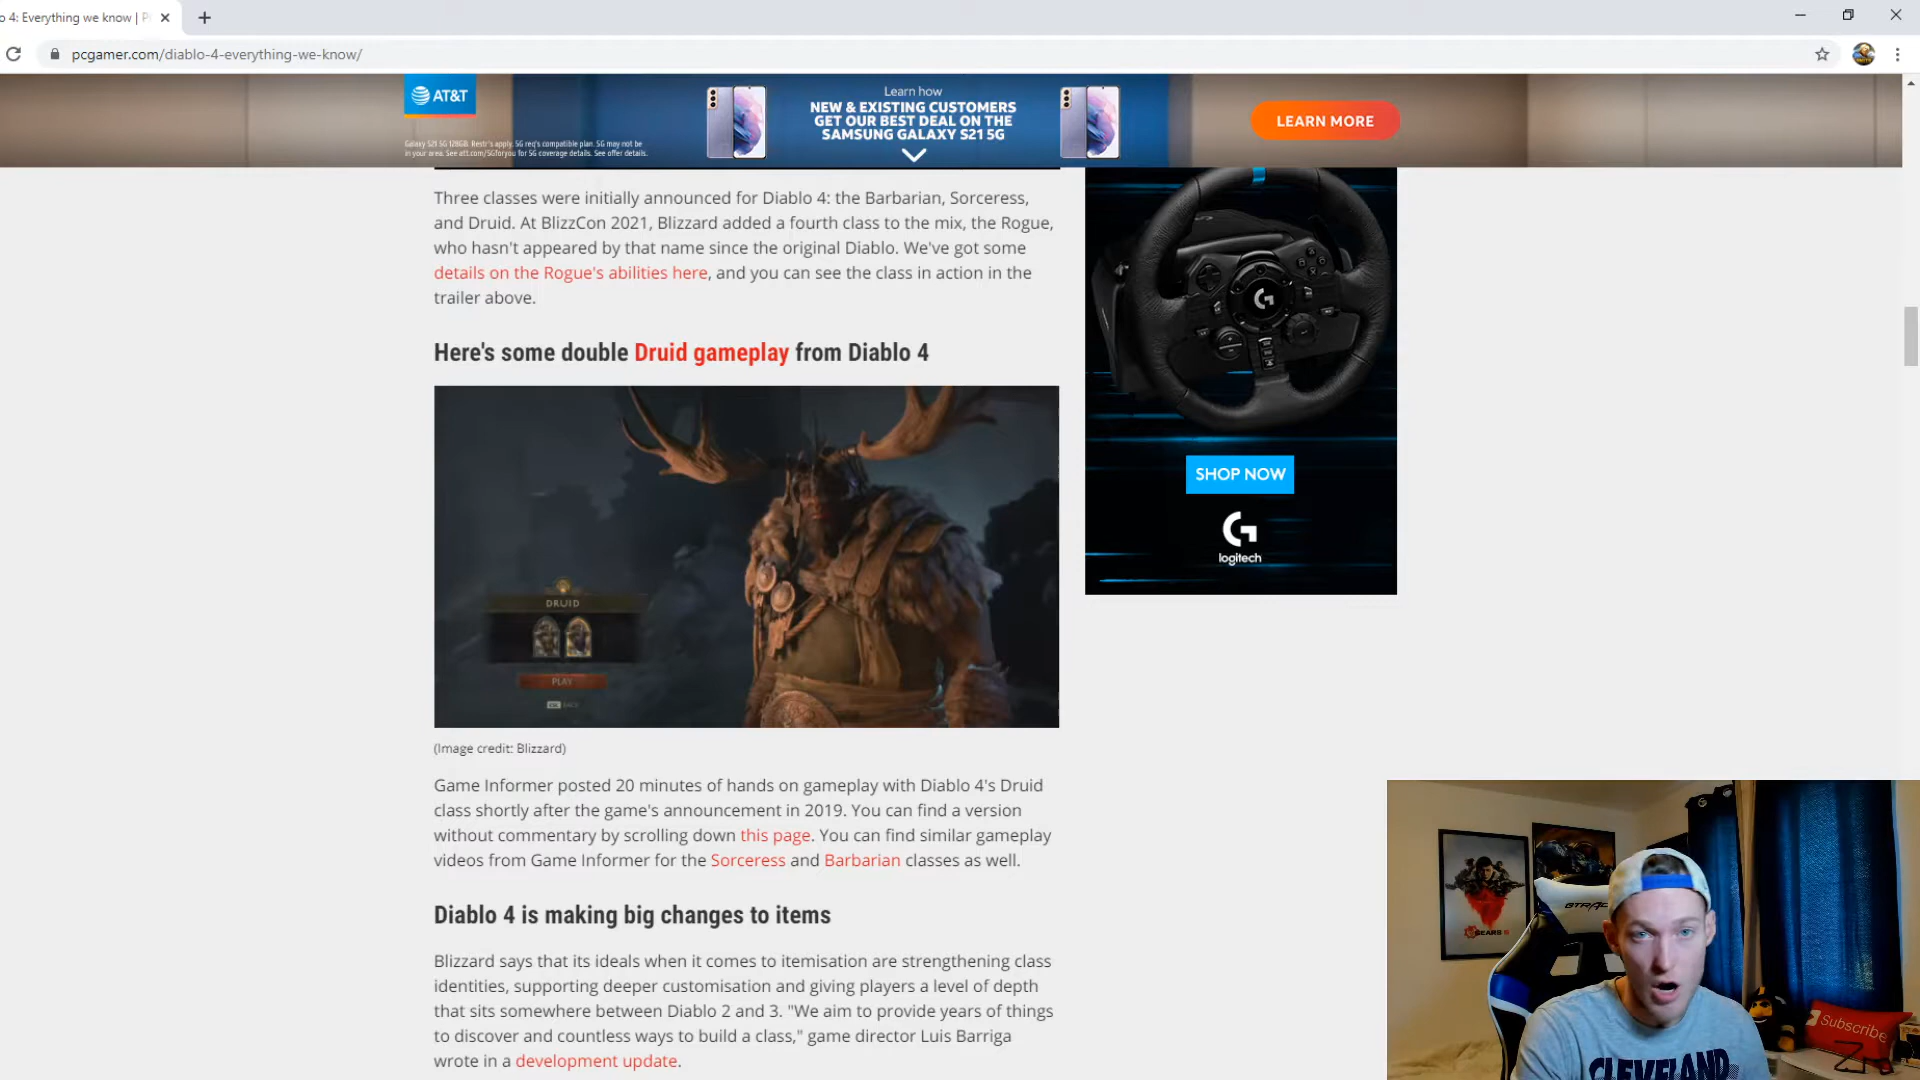 o 4: Everything we know | P
pcgamer.com/diablo-4-everything-we-know/
AT&T
Galaxy S21 5G 128GB. Restr's apply. 5G req's compatible plan. 5G may not be
in your area. See att.com/5Gforyou for 5G coverage details. See offer details.
Learn how
NEW & EXISTING CUSTOMERS
GET OUR BEST DEAL ON THE
SAMSUNG GALAXY S21 5G
LEARN MORE
Three classes were initially announced for Diablo 4: the Barbarian, Sorceress,
and Druid. At BlizzCon 2021, Blizzard added a fourth class to the mix, the Rogue,
who hasn't appeared by that name since the original Diablo. We've got some
details on the Rogue's abilities here, and you can see the class in action in the
trailer above.
Here's some double Druid gameplay from Diablo 4
DRUID
PLAY
ESC BACK
(Image credit: Blizzard)
Game Informer posted 20 minutes of hands on gameplay with Diablo 4's Druid
class shortly after the game's announcement in 2019. You can find a version
without commentary by scrolling down this page. You can find similar gameplay
videos from Game Informer for the Sorceress and Barbarian classes as well.
Diablo 4 is making big changes to items
Blizzard says that its ideals when it comes to itemisation are strengthening class
identities, supporting deeper customisation and giving players a level of depth
that sits somewhere between Diablo 2 and 3. "We aim to provide years of things
to discover and countless ways to build a class," game director Luis Barriga
wrote in a development update.
SHOP NOW
logitech
GEARS 5
GTRAC
Subscribe
CLEVELAND